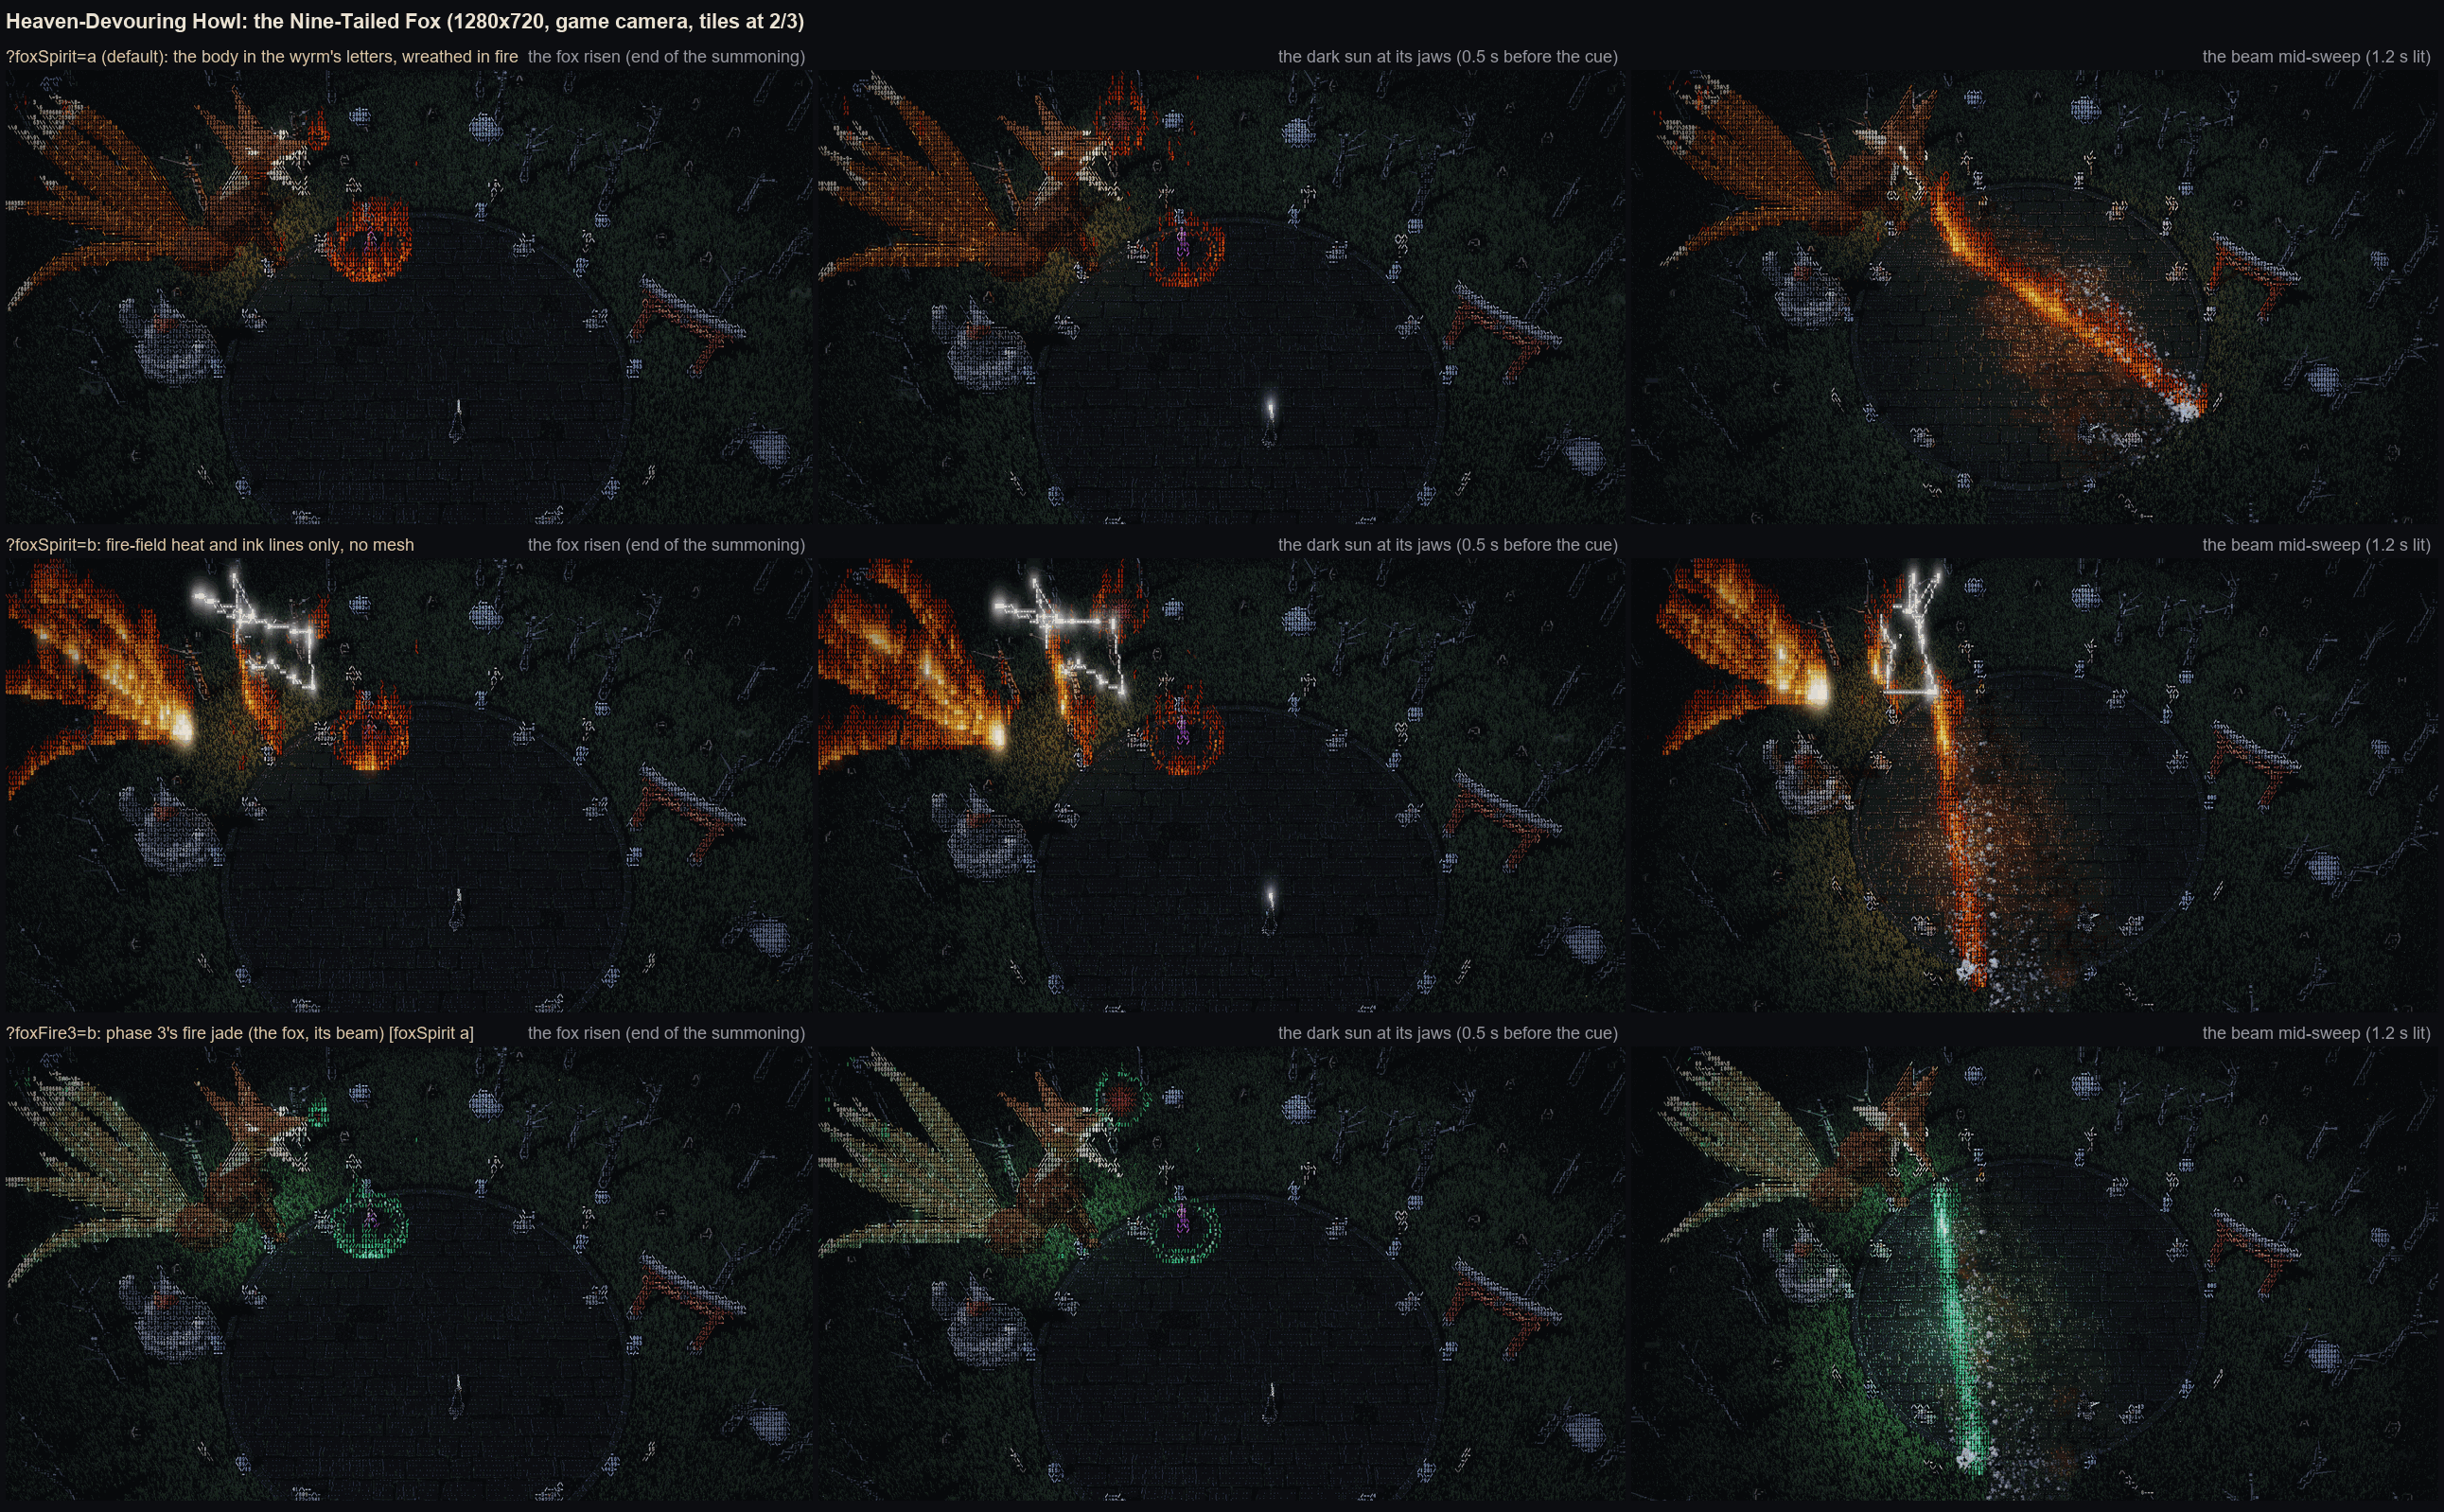 Heaven-Devouring Howl: the Nine-Tailed Fox (1280x720, game camera, tiles at 2/3)
?foxSpirit=a (default): the body in the wyrm's letters, wreathed in fire the fox risen (end of the summoning)
the dark sun at its jaws (0.5 s before the cue)
the beam mid-sweep (1.2 s lit)
?foxSpirit=b: fire-field heat and ink lines only, no mesh the fox risen (end of the summoning)
the dark sun at its jaws (0.5 s before the cue)
the beam mid-sweep (1.2 s lit)
?foxFire3=b: phase 3's fire jade (the fox, its beam) [foxSpirit a] the fox risen (end of the summoning)
the dark sun at its jaws (0.5 s before the cue)
the beam mid-sweep (1.2 s lit)